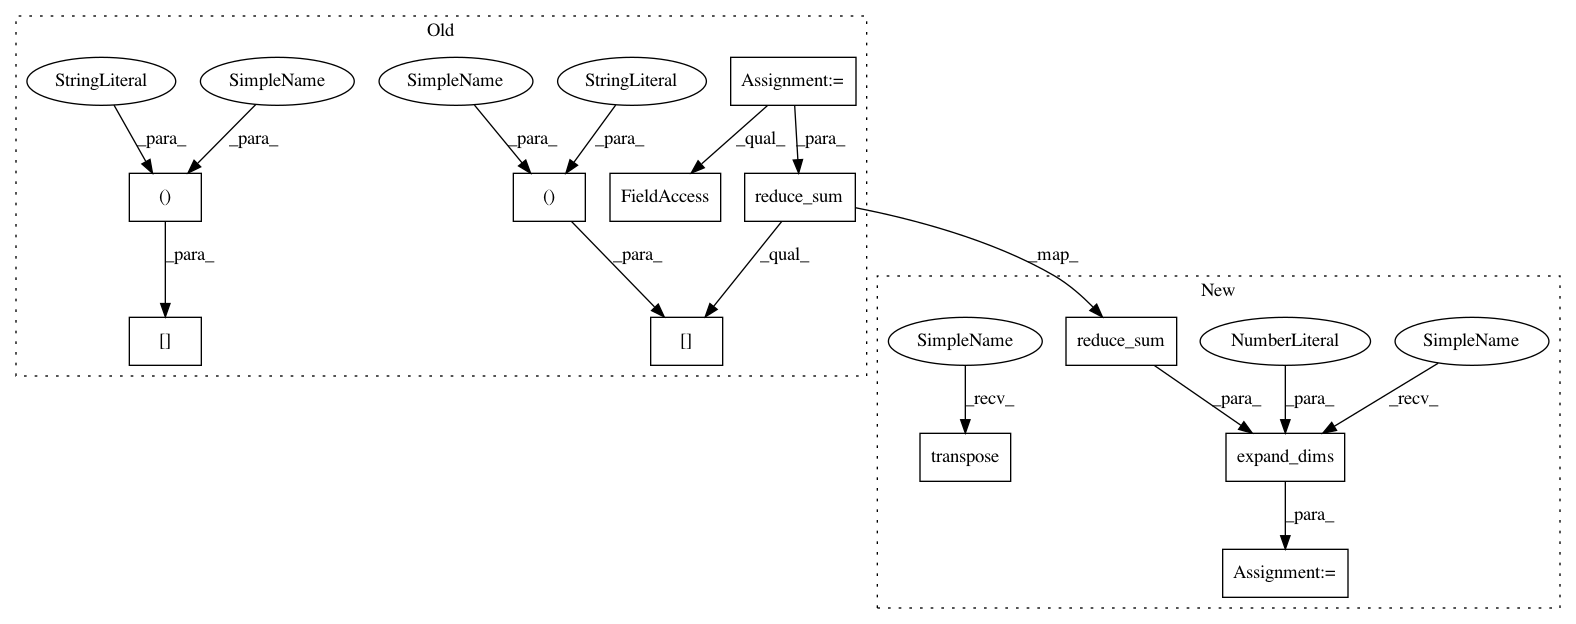 Old
StringLiteral
SimpleName
SimpleName
StringLiteral
Assignment:=
_para_
_para_
_para_
_para_
_qual_
_para_
()
()
FieldAccess
reduce_sum
_para_
_para_
_qual_
_map_
[]
[]
New
SimpleName
reduce_sum
NumberLiteral
SimpleName
_recv_
_para_
_para_
_recv_
transpose
expand_dims
_para_
Assignment:=